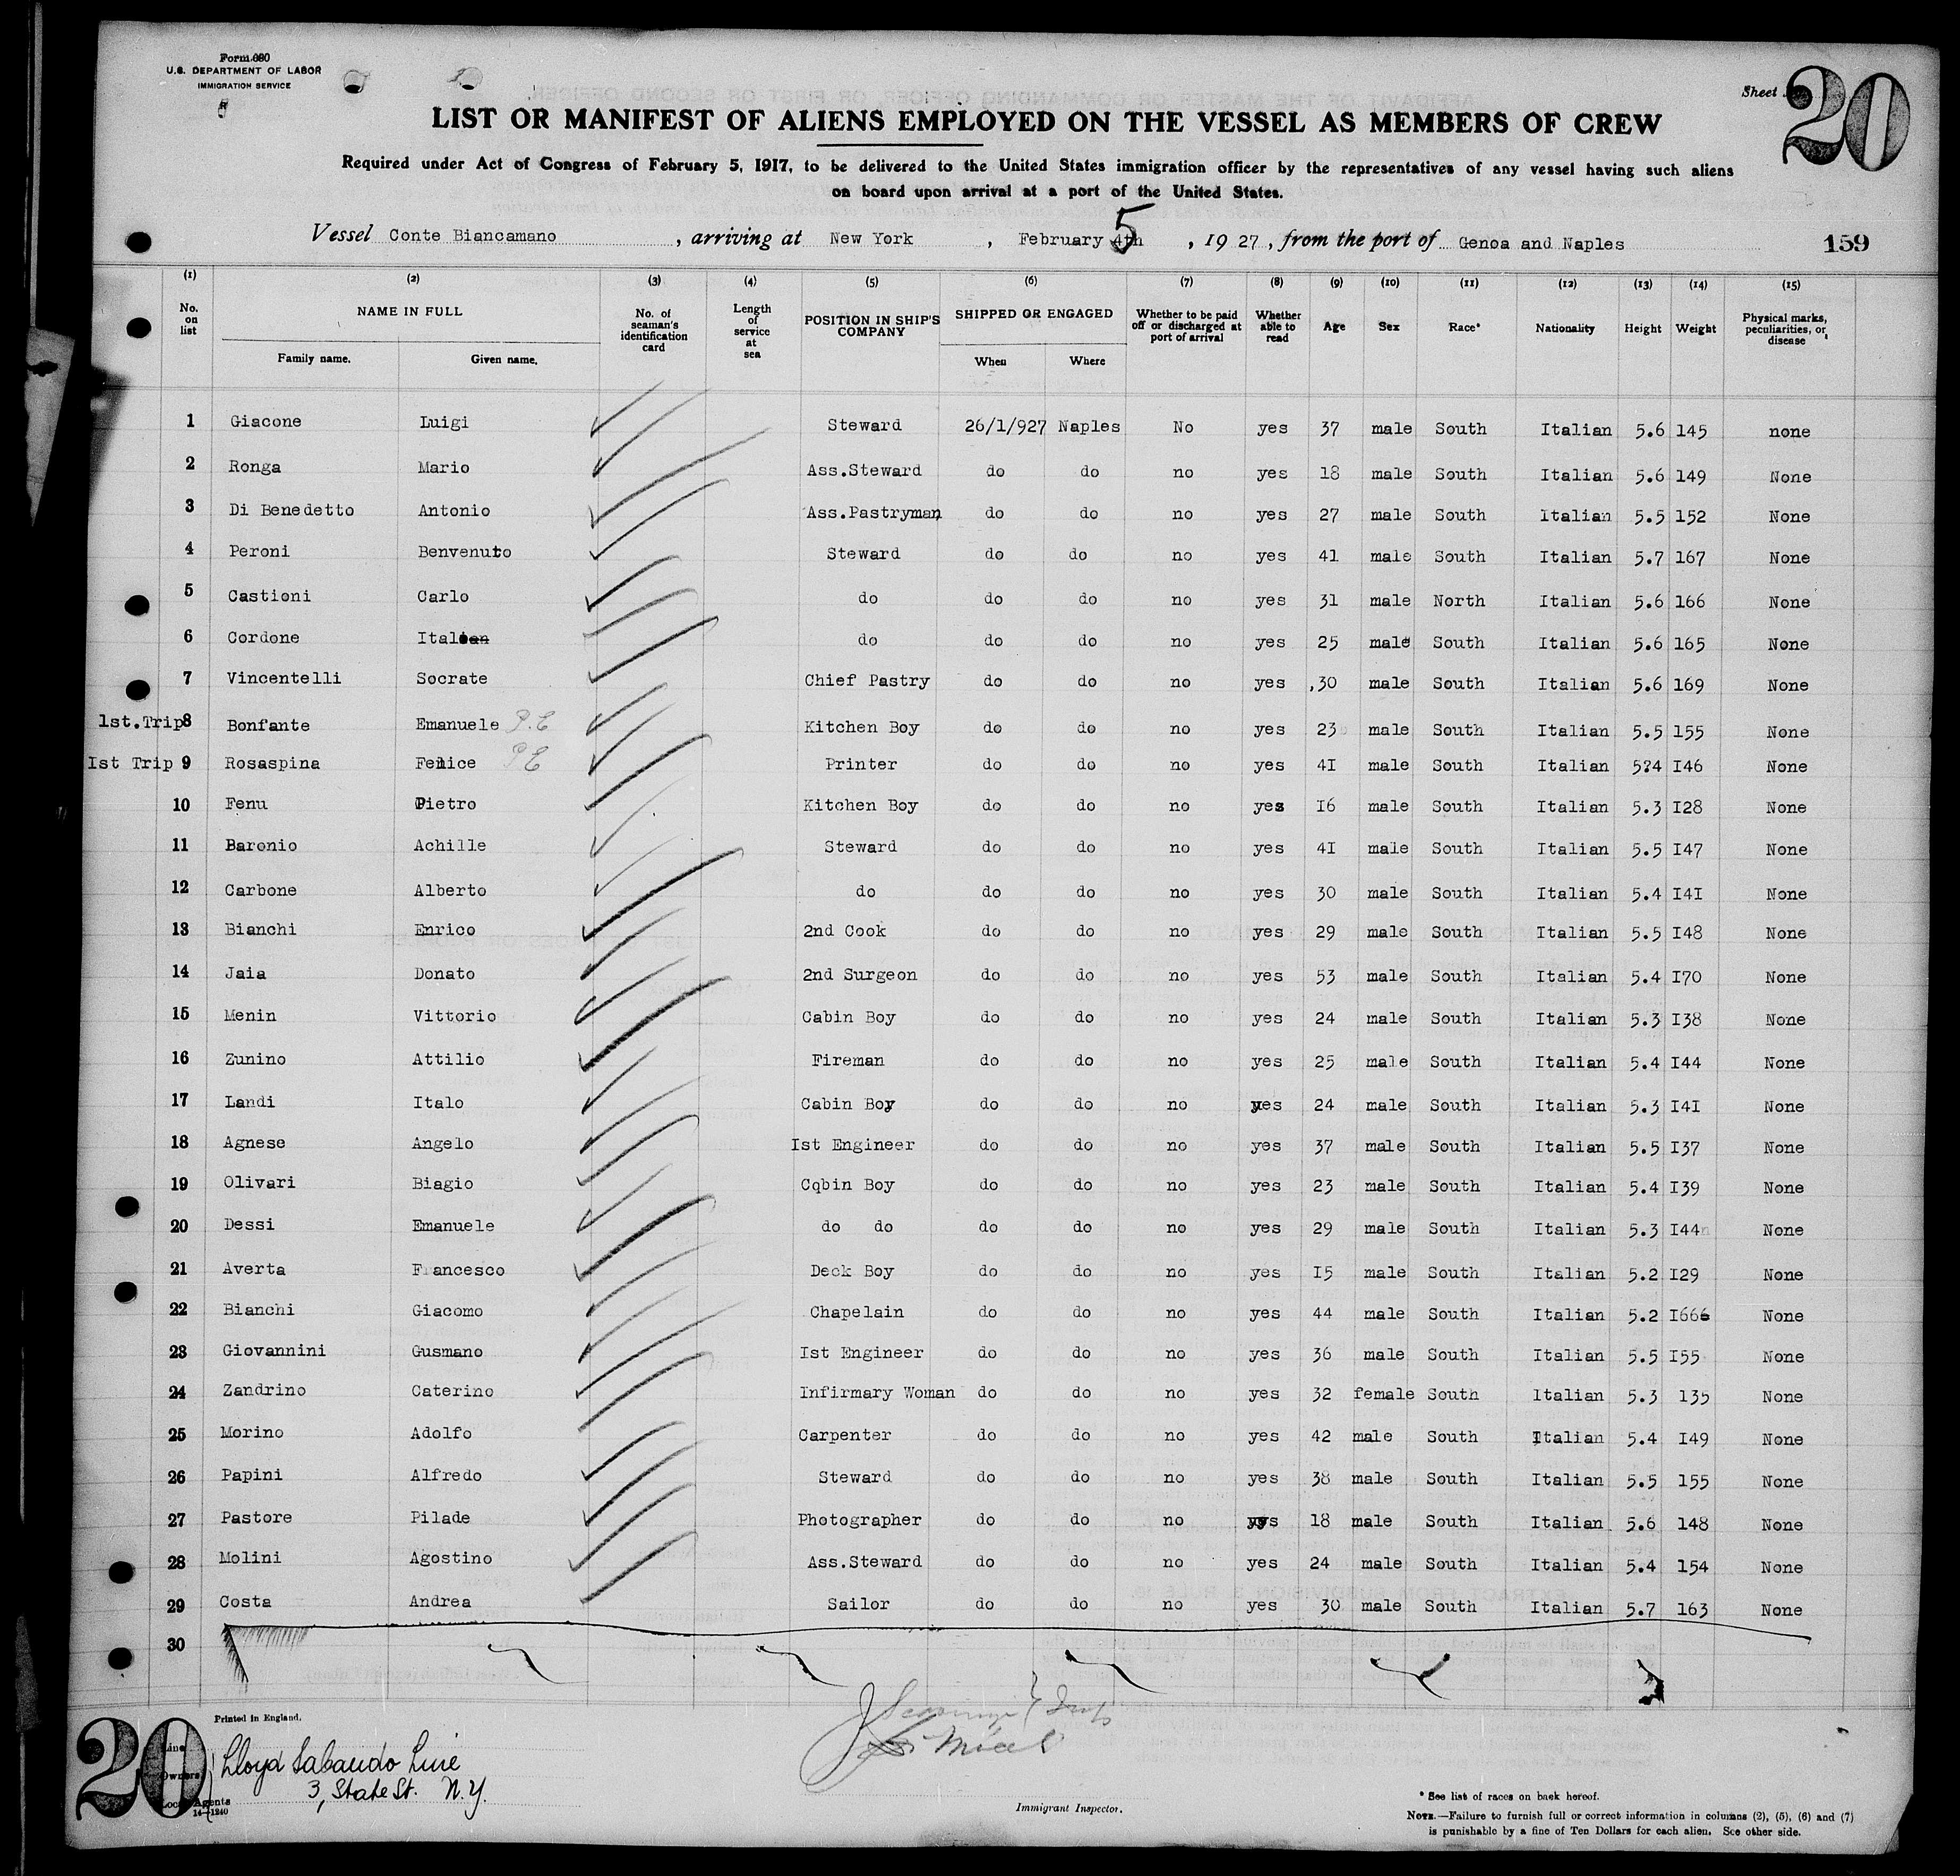 Form 680
U.S. DEPARTMENT OF LABOR
IMMIGRATION SERVICE
Sheet 20
LIST OR MANIFEST OF ALIENS EMPLOYED ON THE VESSEL AS MEMBERS OF CREW
Required under Act of Congress of February 5, 1917, to be delivered to the United States immigration officer by the representatives of any vessel having such aliens
on board upon arrival at a port of the United States.
Vessel Conte Biancamano, arriving at New York, February 4th 5, 1927, from the port of Genoa and Naples 159
(1) (2) (3) (4) (5) (6) (7) (8) (9) (10) (11) (12) (13) (14) (15)
No. on list NAME IN FULL No. of seaman's identification card Length of service at sea POSITION IN SHIP'S COMPANY SHIPPED OR ENGAGED Whether to be paid off or discharged at port of arrival Whether able to read Age Sex Race* Nationality Height Weight Physical marks, peculiarities, or disease
Family name. Given name. When Where
1 Giacone Luigi Steward 26/1/927 Naples No yes 37 male South Italian 5.6 145 none
2 Ronga Mario Ass.Steward do do no yes 18 male South Italian 5.6 149 None
3 Di Benedetto Antonio Ass.Pastryman do do no yes 27 male South Italian 5.5 152 None
4 Peroni Benvenuto Steward do do no yes 41 male South Italian 5.7 167 None
5 Castioni Carlo do do do no yes 31 male North Italian 5.6 166 None
6 Cordone Italo do do do no yes 25 male South Italian 5.6 165 None
7 Vincentelli Socrate Chief Pastry do do no yes ,30 male South Italian 5.6 169 None
1st.Trip 8 Bonfante Emanuele P.E Kitchen Boy do do no yes 23 male South Italian 5.5 155 None
Ist Trip 9 Rosaspina Felice PE Printer do do no yes 4I male South Italian 5?4 I46 None
10 Fenu Pietro Kitchen Boy do do no yes I6 male South Italian 5.3 I28 None
11 Baronio Achille Steward do do no yes 4I male South Italian 5.5 I47 None
12 Carbone Alberto do do do no yes 30 male South Italian 5.4 I4I None
13 Bianchi Enrico 2nd Cook do do no yes 29 male South Italian 5.5 I48 None
14 Jaia Donato 2nd Surgeon do do no yes 53 male South Italian 5.4 I70 None
15 Menin Vittorio Cabin Boy do do no yes 24 male South Italian 5.3 I38 None
16 Zunino Attilio Fireman do do no yes 25 male South Italian 5.4 I44 None
17 Landi Italo Cabin Boy do do no yes 24 male South Italian 5.3 I4I None
18 Agnese Angelo Ist Engineer do do no yes 37 male South Italian 5.5 I37 None
19 Olivari Biagio Cqbin Boy do do no yes 23 male South Italian 5.4 I39 None
20 Dessi Emanuele do do do do no yes 29 male South Italian 5.3 I44 None
21 Averta Francesco Deck Boy do do no yes I5 male South Italian 5.2 I29 None
22 Bianchi Giacomo Chapelain do do no yes 44 male South Italian 5.2 I666 None
23 Giovannini Gusmano Ist Engineer do do no yes 36 male South Italian 5.5 I55 None
24 Zandrino Caterino Infirmary Woman do do no yes 32 female South Italian 5.3 135 None
25 Morino Adolfo Carpenter do do no yes 42 male South Italian 5.4 I49 None
26 Papini Alfredo Steward do do no yes 38 male South Italian 5.5 155 None
27 Pastore Pilade Photographer do do no yes 18 male South Italian 5.6 148 None
28 Molini Agostino Ass.Steward do do no yes 24 male South Italian 5.4 154 None
29 Costa Andrea Sailor do do no yes 30 male South Italian 5.7 163 None
30
Printed in England.
20
Line Lloyd Sabaudo Line
Owners
3, State St. N.Y.
Local Agents
14—1240
Immigrant Inspector.
* See list of races on back hereof.
NOTE.—Failure to furnish full or correct information in columns (2), (5), (6) and (7)
is punishable by a fine of Ten Dollars for each alien. See other side.